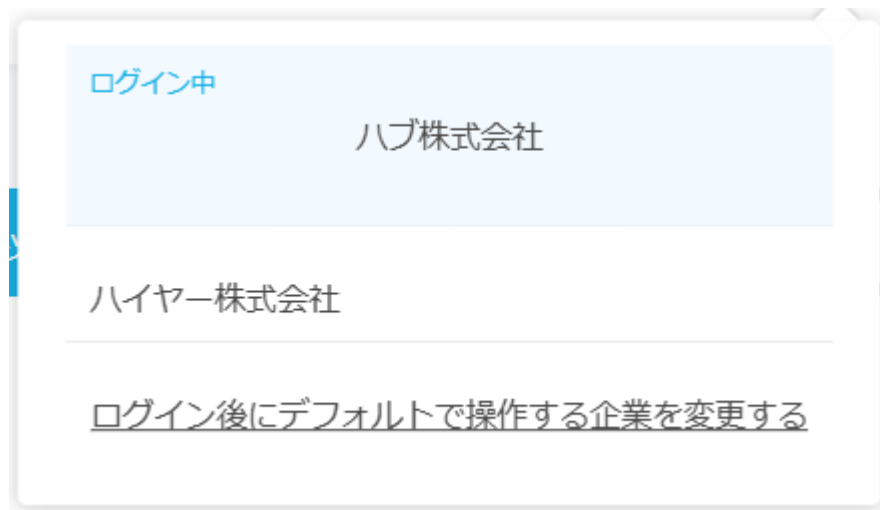 ログイン中
ハブ株式会社
ハイヤー株式会社
ログイン後にデフォルトで操作する企業を変更する